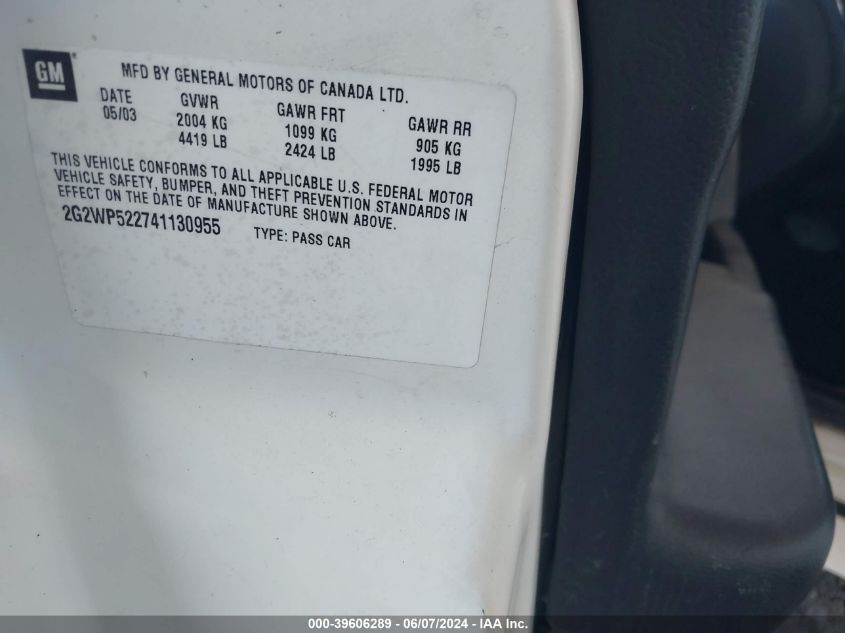 GM ®
MFD BY GENERAL MOTORS OF CANADA LTD.
DATE GVWR GAWR FRT GAWR RR
05/03 2004 KG 1099 KG 905 KG
4419 LB 2424 LB 1995 LB
THIS VEHICLE CONFORMS TO ALL APPLICABLE U.S. FEDERAL MOTOR
VEHICLE SAFETY, BUMPER, AND THEFT PREVENTION STANDARDS IN
EFFECT ON THE DATE OF MANUFACTURE SHOWN ABOVE.
2G2WP522741130955 TYPE: PASS CAR
000-39606289 - 06/07/2024 - IAA Inc.